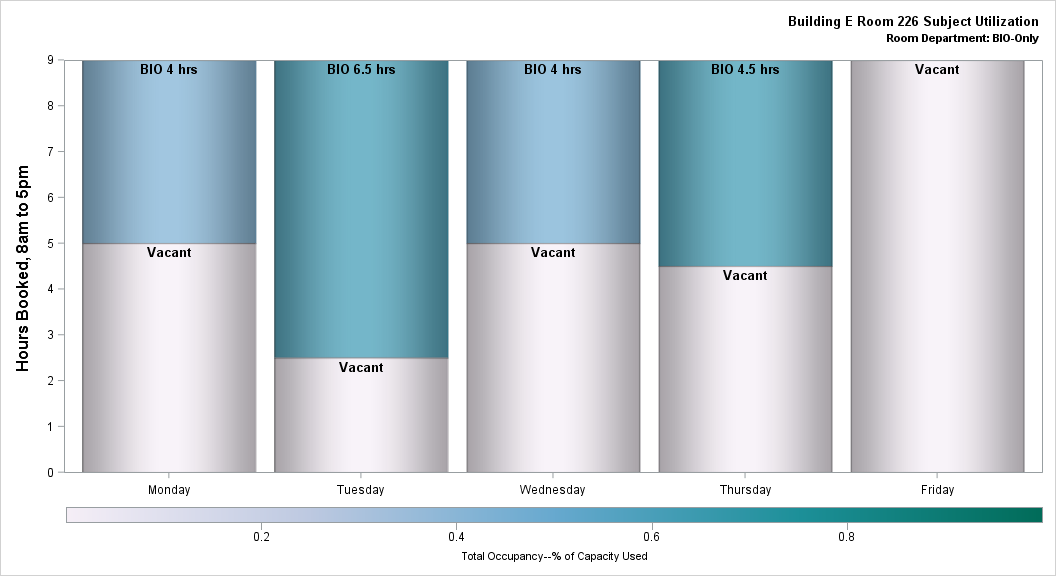 Building E Room 226 Subject Utilization
Room Department: BIO-Only
Hours Booked, 8am to 5pm
9
8
7
6
5
4
3
2
1
0
BIO 4 hrs
BIO 6.5 hrs
BIO 4 hrs
BIO 4.5 hrs
Vacant
Vacant
Vacant
Vacant
Vacant
Monday
Tuesday
Wednesday
Thursday
Friday
0.2
0.4
0.6
0.8
Total Occupancy--% of Capacity Used